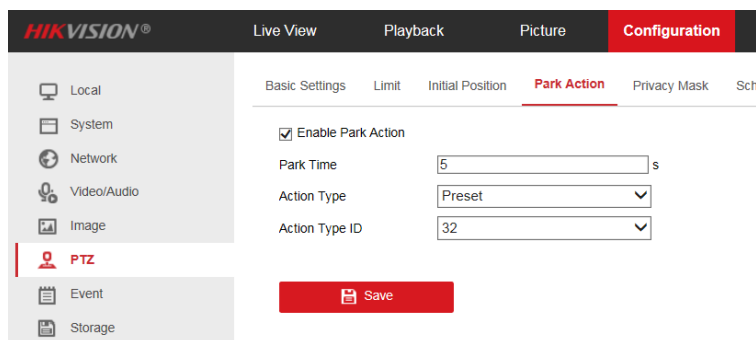 HIKVISION® Live View Playback Picture Configuration
Local
System
Network
Video/Audio
Image
PTZ
Event
Storage
Basic Settings Limit Initial Position Park Action Privacy Mask Sch
Enable Park Action
Park Time 5 s
Action Type Preset
Action Type ID 32
Save